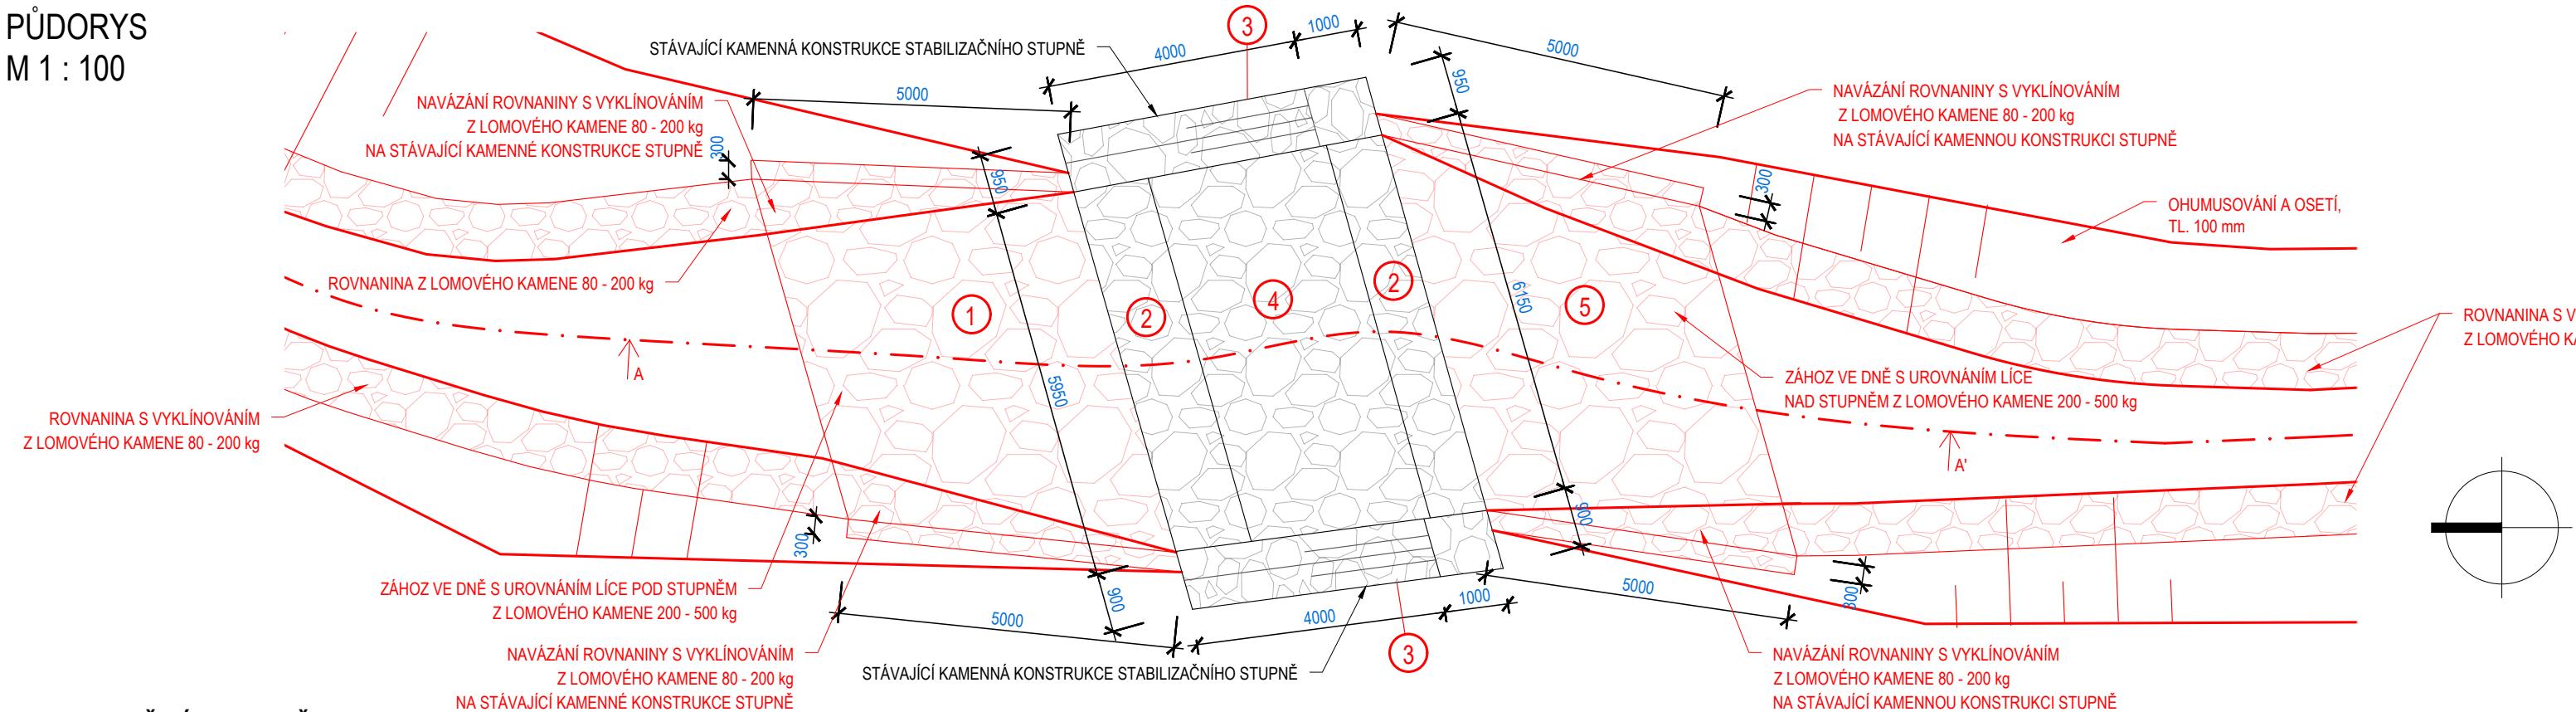 PŮDORYS
M 1 : 100
STÁVAJÍCÍ KAMENNÁ KONSTRUKCE STABILIZAČNÍHO STUPNĚ
4000
3
1000
5000
950
5000
NAVÁZÁNÍ ROVNANINY S VYKLÍNOVÁNÍM
Z LOMOVÉHO KAMENE 80 - 200 kg
NA STÁVAJÍCÍ KAMENNÉ KONSTRUKCE STUPNĚ
300
950
NAVÁZÁNÍ ROVNANINY S VYKLÍNOVÁNÍM
Z LOMOVÉHO KAMENE 80 - 200 kg
NA STÁVAJÍCÍ KAMENNOU KONSTRUKCI STUPNĚ
300
OHUMUSOVÁNÍ A OSETÍ,
TL. 100 mm
ROVNANINA Z LOMOVÉHO KAMENE 80 - 200 kg
1
2
4
2
6150
5
ROVNANINA S V
Z LOMOVÉHO
A
5950
ZÁHOZ VE DNĚ S UROVNÁNÍM LÍCE
NAD STUPNĚM Z LOMOVÉHO KAMENE 200 - 500 kg
A'
ROVNANINA S VYKLÍNOVÁNÍM
Z LOMOVÉHO KAMENE 80 - 200 kg
300
900
900
300
ZÁHOZ VE DNĚ S UROVNÁNÍM LÍCE POD STUPNĚM
Z LOMOVÉHO KAMENE 200 - 500 kg
5000
4000
1000
5000
NAVÁZÁNÍ ROVNANINY S VYKLÍNOVÁNÍM
Z LOMOVÉHO KAMENE 80 - 200 kg
NA STÁVAJÍCÍ KAMENNÉ KONSTRUKCE STUPNĚ
STÁVAJÍCÍ KAMENNÁ KONSTRUKCE STABILIZAČNÍHO STUPNĚ
3
NAVÁZÁNÍ ROVNANINY S VYKLÍNOVÁNÍM
Z LOMOVÉHO KAMENE 80 - 200 kg
NA STÁVAJÍCÍ KAMENNOU KONSTRUKCI STUPNĚ